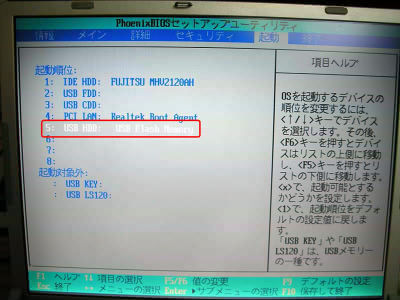 PhoenixBIOSセットアップユーティリティ
情報 メイン 詳細 セキュリティ 起動
起動順位:
1: IDE HDD: FUJITSU MHV2120AH
2: USB FDD:
3: USB CDD:
4: PCI LAN: Realtek Boot Agent
5: USB HDD: USB Flash Memory
6:
7:
8:
起動対象外:
: USB KEY:
: USB LS120:
項目ヘルプ
OSを起動するデバイスの
順位を変更するには、
<↑/↓>キーでデバイス
を選択します。その後、
<F6>キーを押すとデバ
イスはリストの上側に移動
し、<F5>キーを押すとリス
トの下側に移動します。
<x>で、起動可能とする
かどうかを設定します。
<1>で、起動順位をデフォル
トの設定値に戻しま
す。
「USB KEY」や「USB
LS120」は、USBメモリー
の一種です。
F1 ヘルプ ↑↓ 項目の選択 F5/F6 値の変更 F9 デフォルトの設定
Esc 終了 ←→ メニューの選択 Enter ▶サブメニューの選択 F10 保存して終了